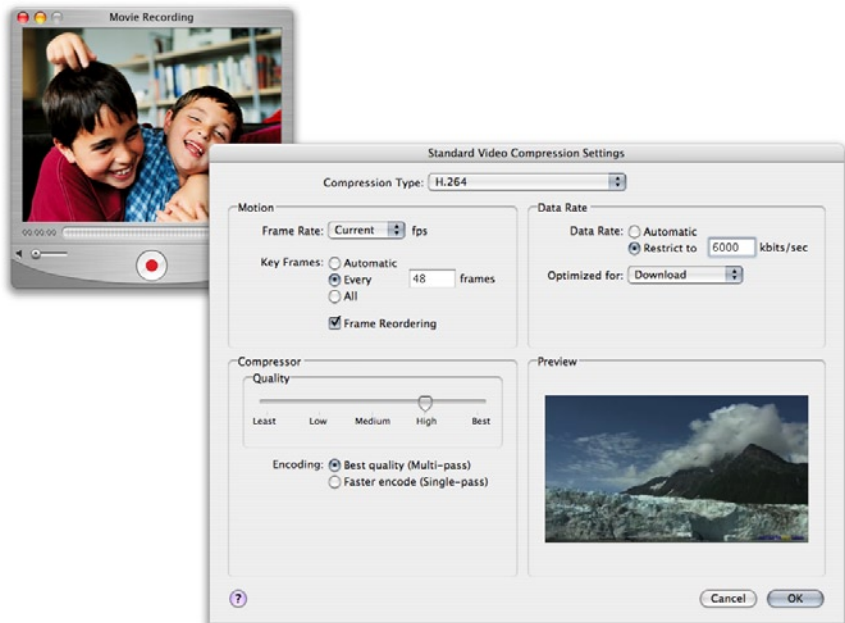 Movie Recording
00:00:00
Standard Video Compression Settings
Compression Type: H.264
Motion
Frame Rate: Current fps
Key Frames: Automatic
Every 48 frames
All
Frame Reordering
Data Rate
Data Rate: Automatic
Restrict to 6000 kbits/sec
Optimized for: Download
Compressor
Quality
Least Low Medium High Best
Encoding: Best quality (Multi-pass)
Faster encode (Single-pass)
Preview
?
Cancel OK